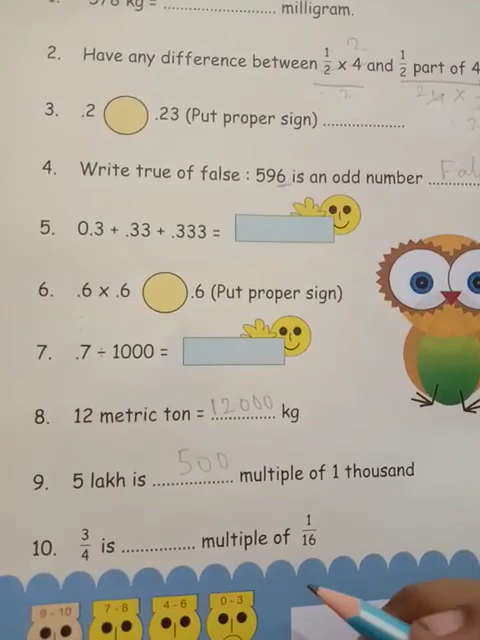 kg = .................... milligram.
2
2. Have any difference between 1/2 x 4 and 1/2 part of 4
2
3. .2 .23 (Put proper sign) ................
4. Write true of false : 596 is an odd number .......
5. 0.3 + .33 + .333 =
6. .6 × .6 .6 (Put proper sign)
7. .7 ÷ 1000 =
8. 12 metric ton = 12000 kg
9. 5 lakh is 500 multiple of 1 thousand
10. 3/4 is .............. multiple of 1/16
9 - 10 7 - 8 4 - 6 0 - 3